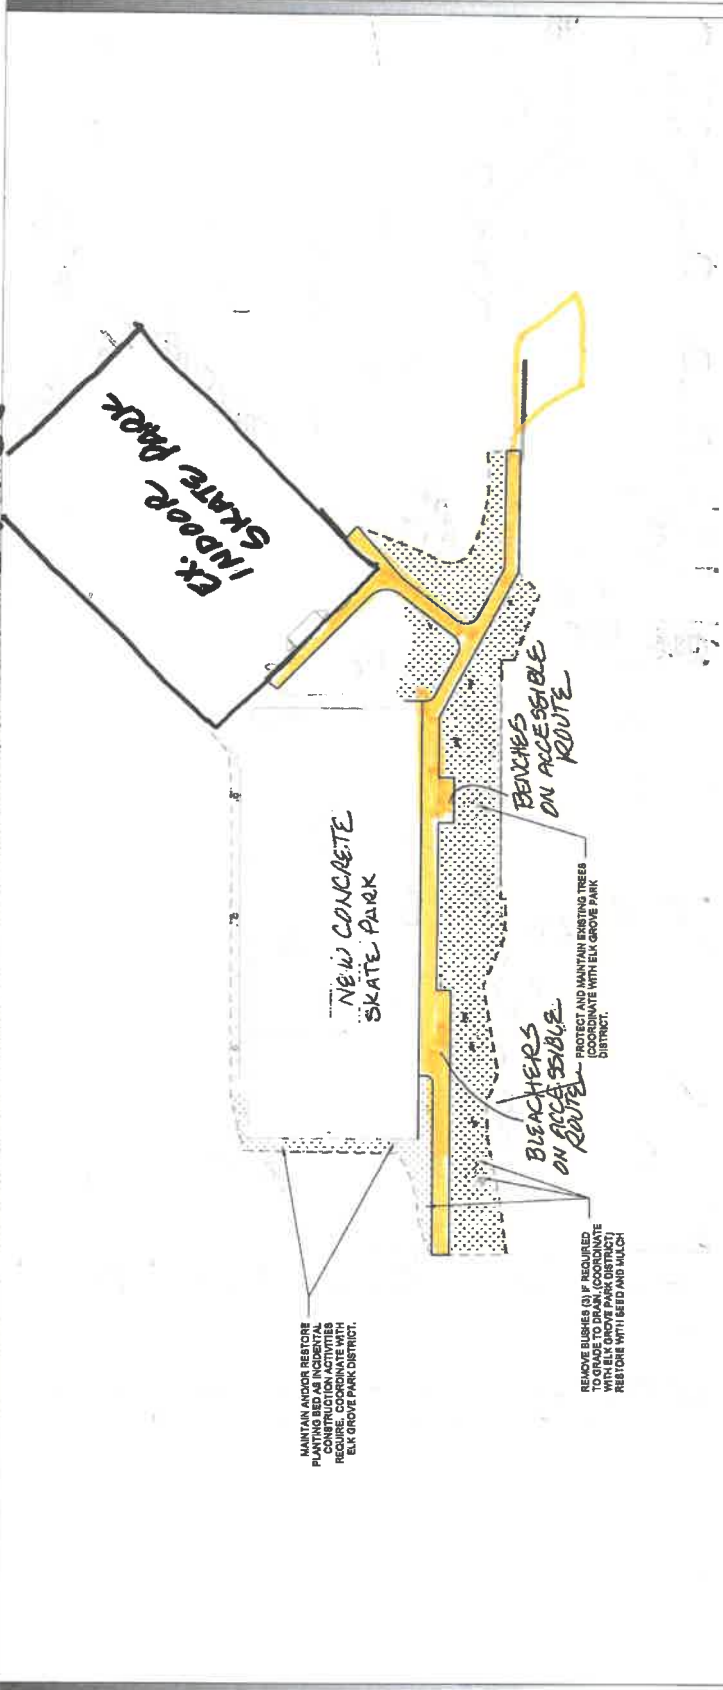 EX.
INDOOR
SKATE PARK
NEW CONCRETE
SKATE PARK
BENCHES
ON ACCESSIBLE
ROUTE
BLEACHERS
ON ACCESSIBLE
ROUTE
PROTECT AND MAINTAIN EXISTING TREES
(COORDINATE WITH ELK GROVE PARK
DISTRICT.
MAINTAIN AND/OR RESTORE
PLANTING BED AS INCIDENTAL
CONSTRUCTION ACTIVITIES
REQUIRE. COORDINATE WITH
ELK GROVE PARK DISTRICT.
REMOVE BUSHES (3) IF REQUIRED
TO GRADE TO DRAIN. (COORDINATE
WITH ELK GROVE PARK DISTRICT)
RESTORE WITH SEED AND MULCH